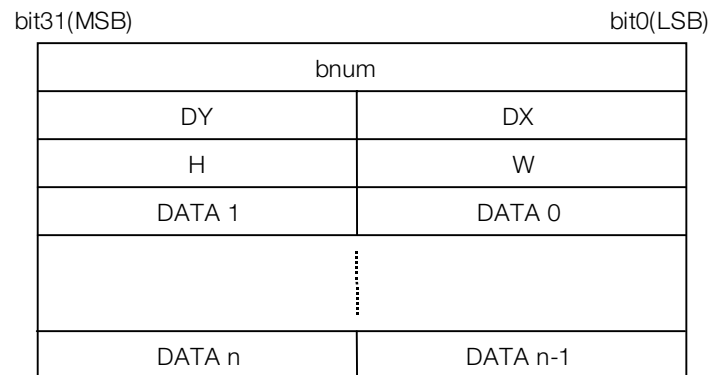 bit31(MSB) bit0(LSB)
bnum
DY DX
H W
DATA 1 DATA 0
DATA n DATA n-1